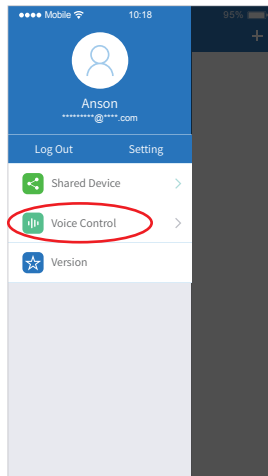 Mobile 10:18 95%
+
Anson
*********@****.com
Log Out Setting
Shared Device
Voice Control
Version